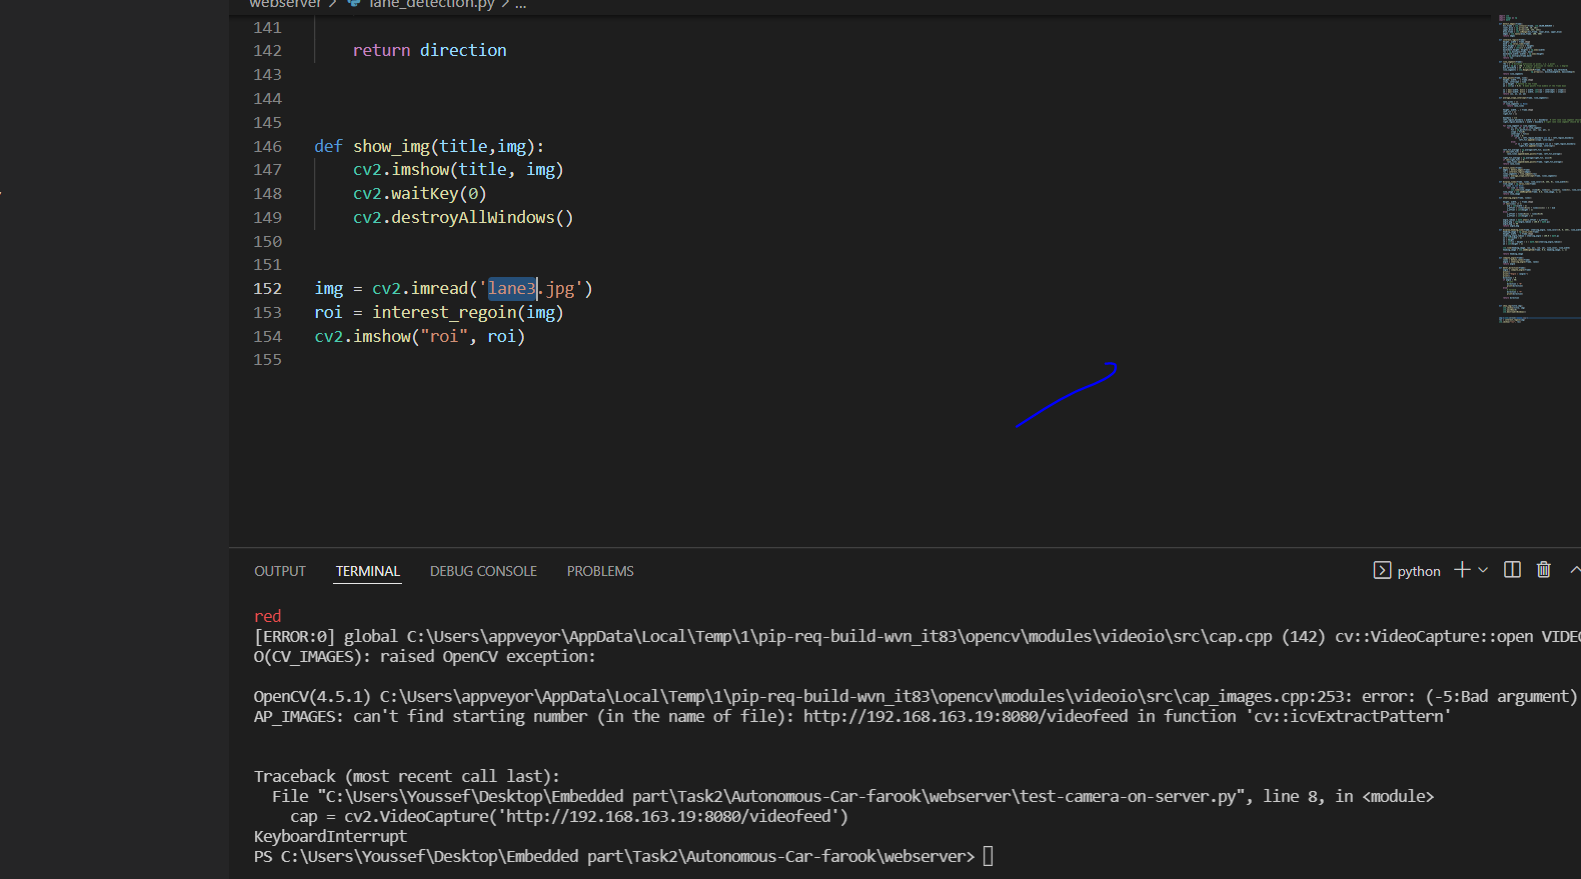 webserver > lane_detection.py > ...
141
142 return direction
143
144
145
146 def show_img(title,img):
147 cv2.imshow(title, img)
148 cv2.waitKey(0)
149 cv2.destroyAllWindows()
150
151
152 img = cv2.imread('lane3.jpg')
153 roi = interest_regoin(img)
154 cv2.imshow("roi", roi)
155
OUTPUT TERMINAL DEBUG CONSOLE PROBLEMS
python
red
[ERROR:0] global C:\Users\appveyor\AppData\Local\Temp\1\pip-req-build-wvn_it83\opencv\modules\videoio\src\cap.cpp (142) cv::VideoCapture::open VIDEO
O(CV_IMAGES): raised OpenCV exception:
OpenCV(4.5.1) C:\Users\appveyor\AppData\Local\Temp\1\pip-req-build-wvn_it83\opencv\modules\videoio\src\cap_images.cpp:253: error: (-5:Bad argument)
AP_IMAGES: can't find starting number (in the name of file): http://192.168.163.19:8080/videofeed in function 'cv::icvExtractPattern'
Traceback (most recent call last):
File "C:\Users\Youssef\Desktop\Embedded part\Task2\Autonomous-Car-farook\webserver\test-camera-on-server.py", line 8, in <module>
cap = cv2.VideoCapture('http://192.168.163.19:8080/videofeed')
KeyboardInterrupt
PS C:\Users\Youssef\Desktop\Embedded part\Task2\Autonomous-Car-farook\webserver>